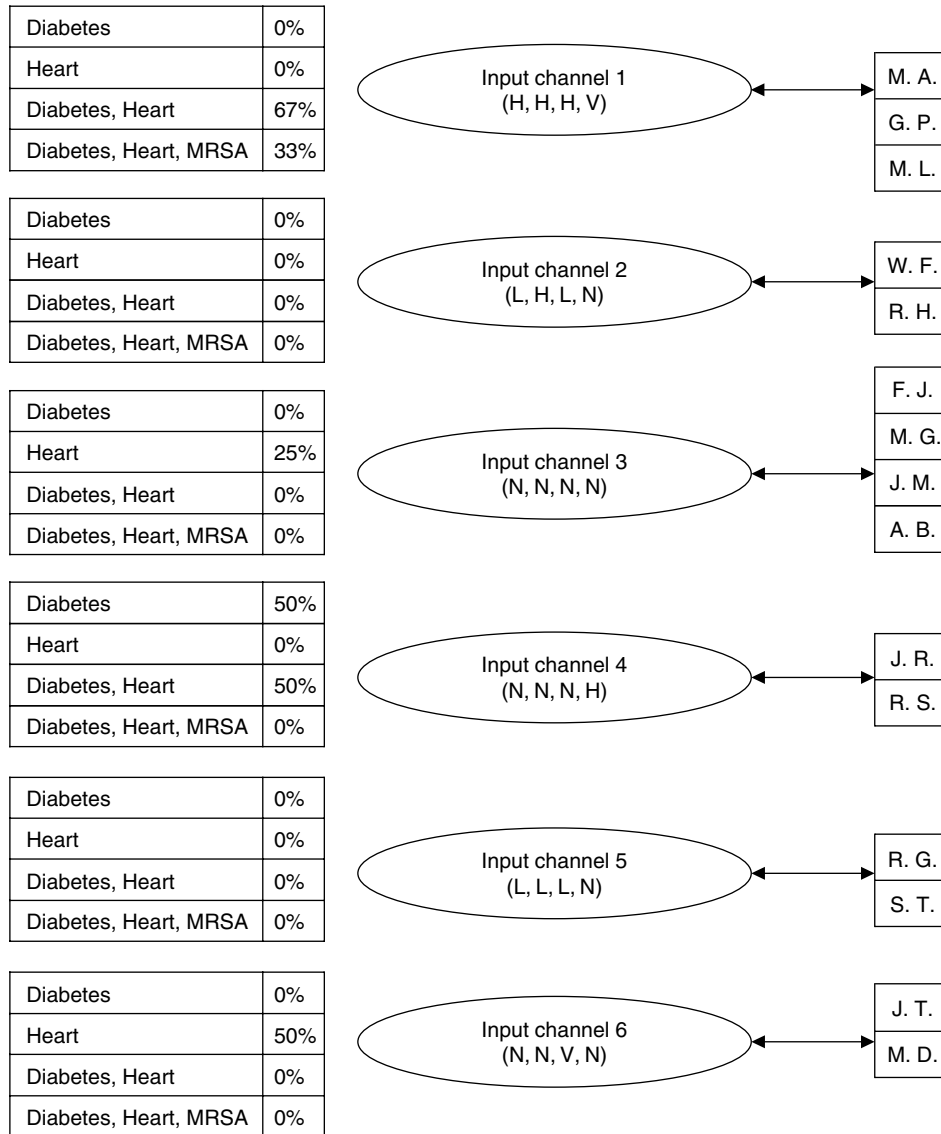 Diabetes 0%
Heart 0%
Diabetes, Heart 67%
Diabetes, Heart, MRSA 33%
Input channel 1
(H, H, H, V)
M. A.
G. P.
M. L.
Diabetes 0%
Heart 0%
Diabetes, Heart 0%
Diabetes, Heart, MRSA 0%
Input channel 2
(L, H, L, N)
W. F.
R. H.
Diabetes 0%
Heart 25%
Diabetes, Heart 0%
Diabetes, Heart, MRSA 0%
Input channel 3
(N, N, N, N)
F. J.
M. G.
J. M.
A. B.
Diabetes 50%
Heart 0%
Diabetes, Heart 50%
Diabetes, Heart, MRSA 0%
Input channel 4
(N, N, N, H)
J. R.
R. S.
Diabetes 0%
Heart 0%
Diabetes, Heart 0%
Diabetes, Heart, MRSA 0%
Input channel 5
(L, L, L, N)
R. G.
S. T.
Diabetes 0%
Heart 50%
Diabetes, Heart 0%
Diabetes, Heart, MRSA 0%
Input channel 6
(N, N, V, N)
J. T.
M. D.